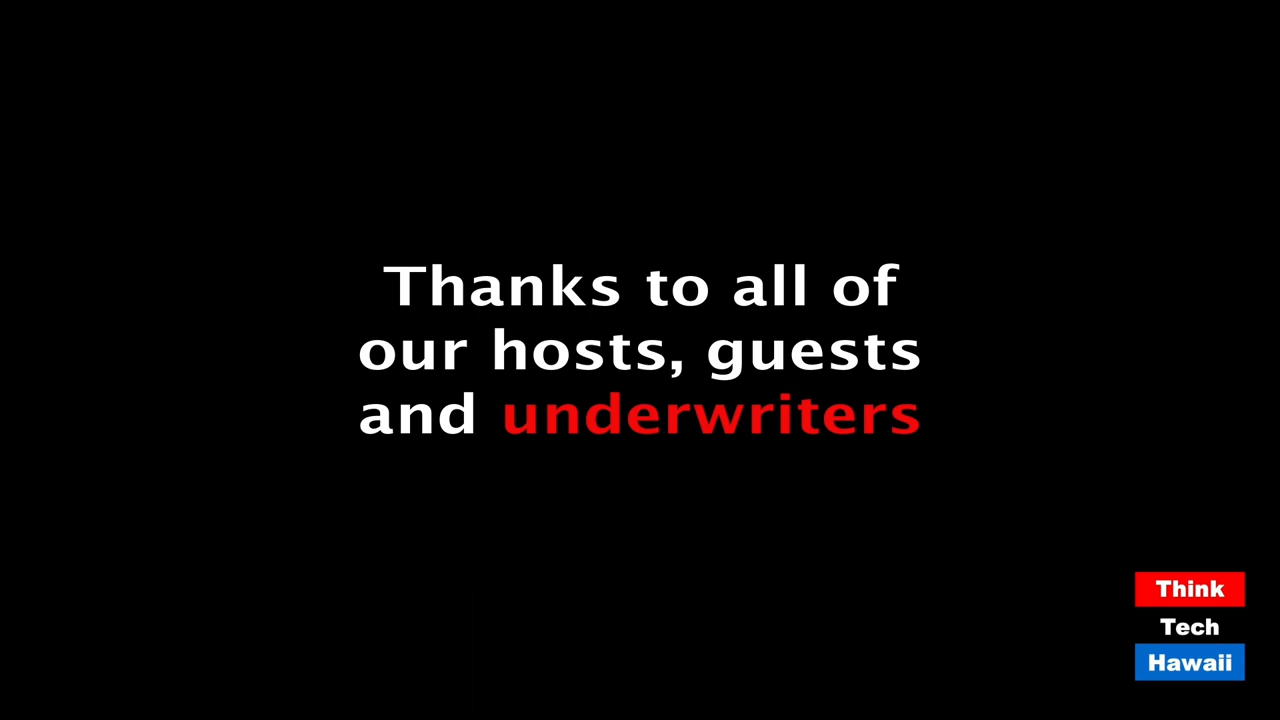 Thanks to all of
our hosts, guests
and underwriters
Think
Tech
Hawaii